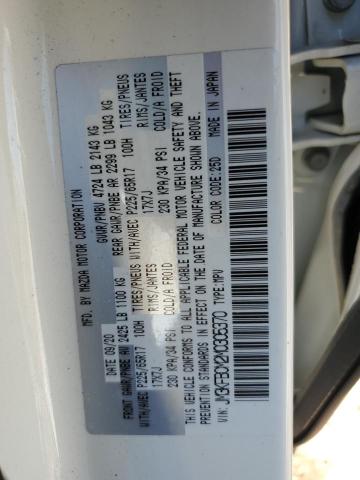 MFD. BY MAZDA MOTOR CORPORATION
DATE 09/20 GVWR/PNBV 4724 LB 2143 KG
FRONT GAWR/PNBE AV 2425 LB 1100 KG REAR GAWR/PNBE AR 2299 LB 1043 KG
WITH/AVEC P225/65R17 100H TIRES/PNEUS WITH/AVEC P225/65R17 100H TIRES/PNEUS
17X7J RIMS/JANTES 17X7J RIMS/JANTES
230 KPA/34 PSI COLD/A FROID 230 KPA/34 PSI COLD/A FROID
THIS VEHICLE CONFORMS TO ALL APPLICABLE FEDERAL MOTOR VEHICLE SAFETY AND THEFT
PREVENTION STANDARDS IN EFFECT ON THE DATE OF MANUFACTURE SHOWN ABOVE.
VIN: TYPE: MPV COLOR CODE: 25D MADE IN JAPAN